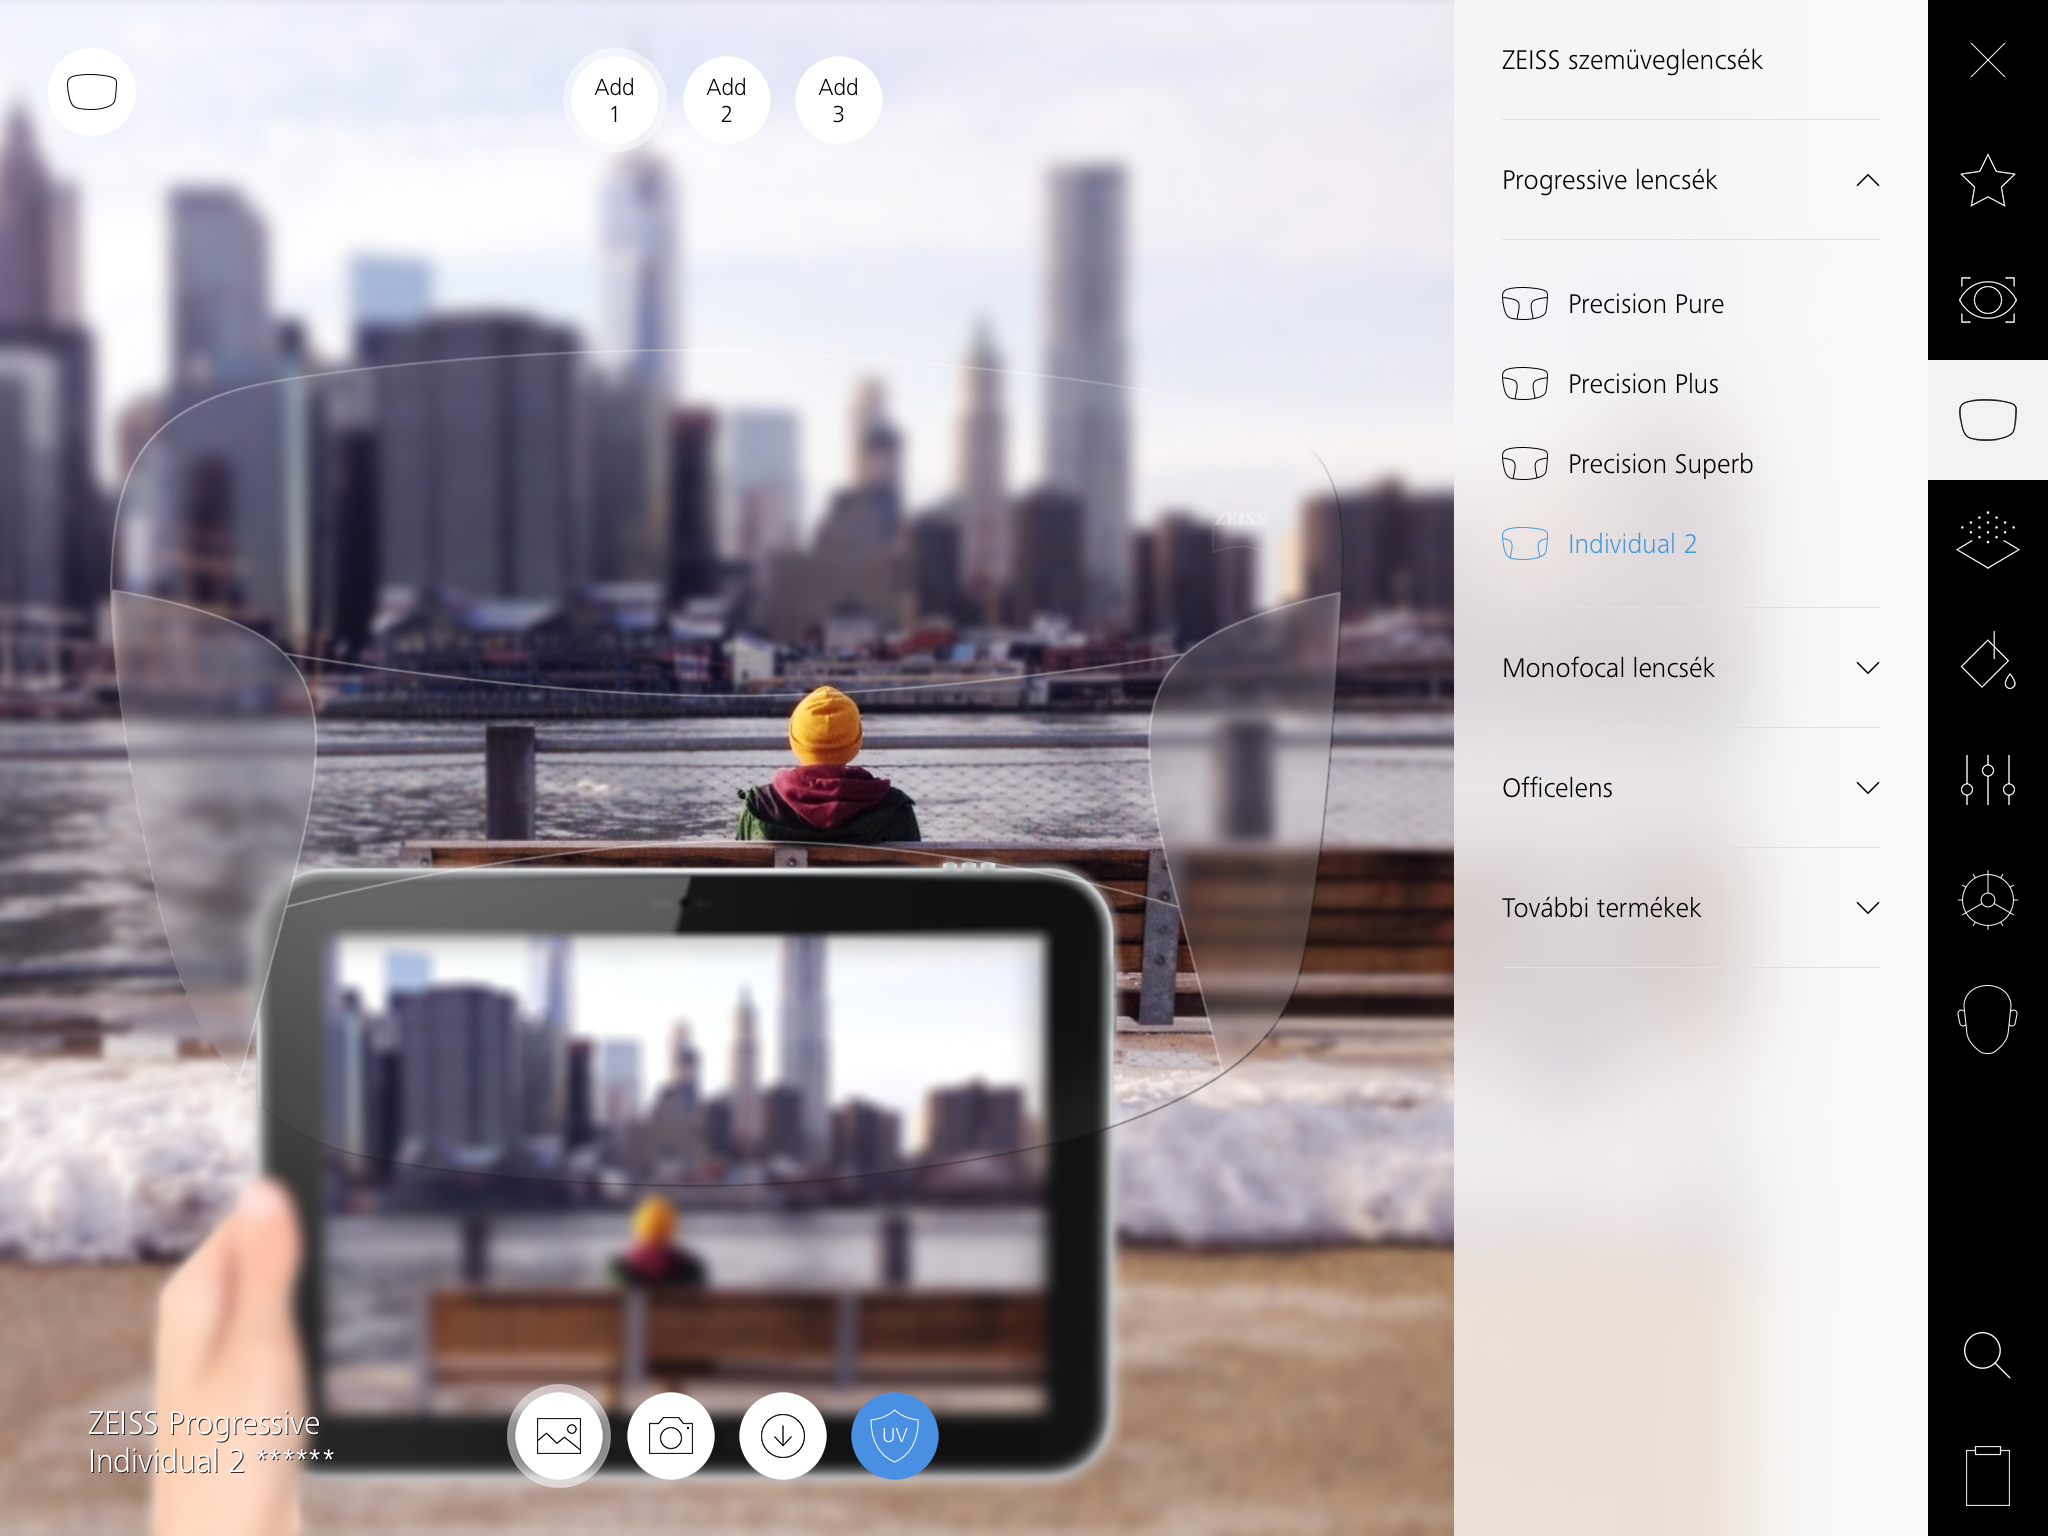 Add
1
Add
2
Add
3
ZEISS
ZEISS Progressive
Individual 2 ******
UV
ZEISS szemüveglencsék
Progressive lencsék
Precision Pure
Precision Plus
Precision Superb
Individual 2
Monofocal lencsék
Officelens
További termékek